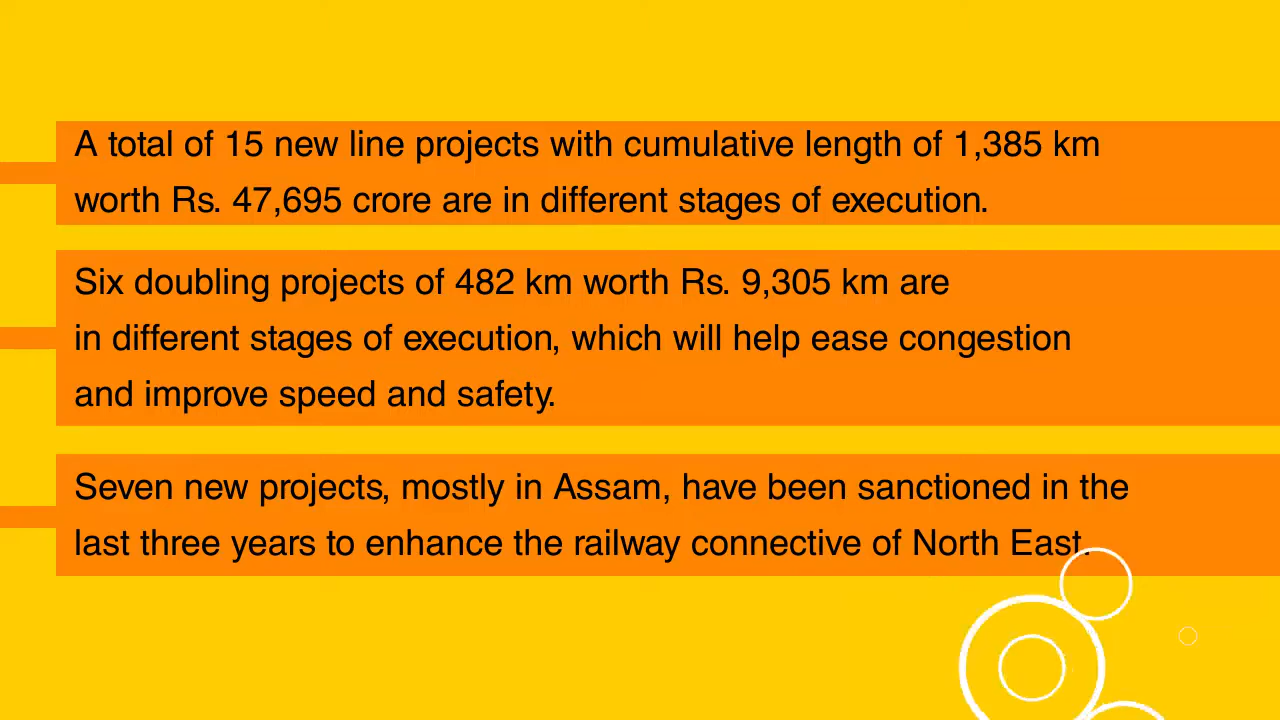 A total of 15 new line projects with cumulative length of 1,385 km
worth Rs. 47,695 crore are in different stages of execution.
Six doubling projects of 482 km worth Rs. 9,305 km are
in different stages of execution, which will help ease congestion
and improve speed and safety.
Seven new projects, mostly in Assam, have been sanctioned in the
last three years to enhance the railway connective of North East.